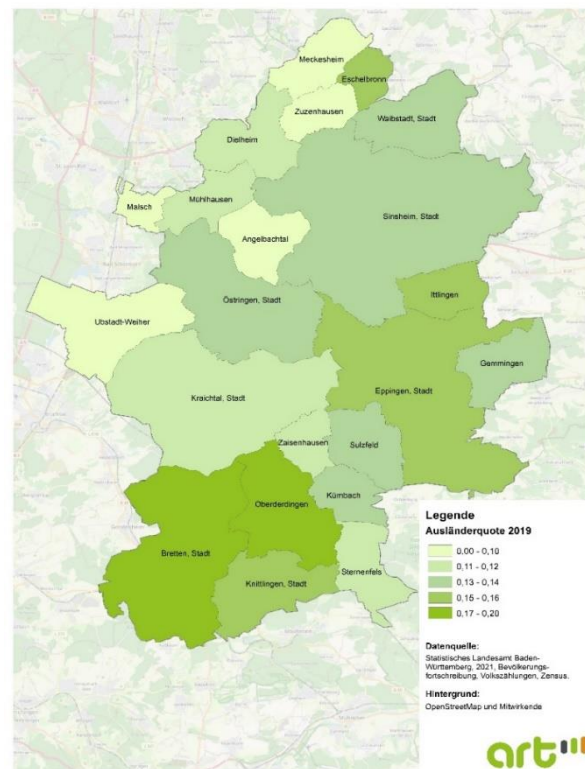 Meckesheim
Eschelbronn
Zuzenhausen
Waibstadt, Stadt
Dielheim
Mühlhausen
Malsch
Sinsheim, Stadt
Angelbachtal
Ittlingen
Östringen, Stadt
Ubstadt-Weiher
Gemmingen
Eppingen, Stadt
Kraichtal, Stadt
Zaisenhausen
Sulzfeld
Kürnbach
Oberderdingen
Bretten, Stadt
Sternenfels
Knittlingen, Stadt
Legende
Ausländerquote 2019
0,00 - 0,10
0,11 - 0,12
0,13 - 0,14
0,15 - 0,16
0,17 - 0,20
Datenquelle:
Statistisches Landesamt Baden-
Württemberg, 2021, Bevölkerungs-
fortschreibung, Volkszählungen, Zensus.
Hintergrund:
OpenStreetMap und Mitwirkende
art